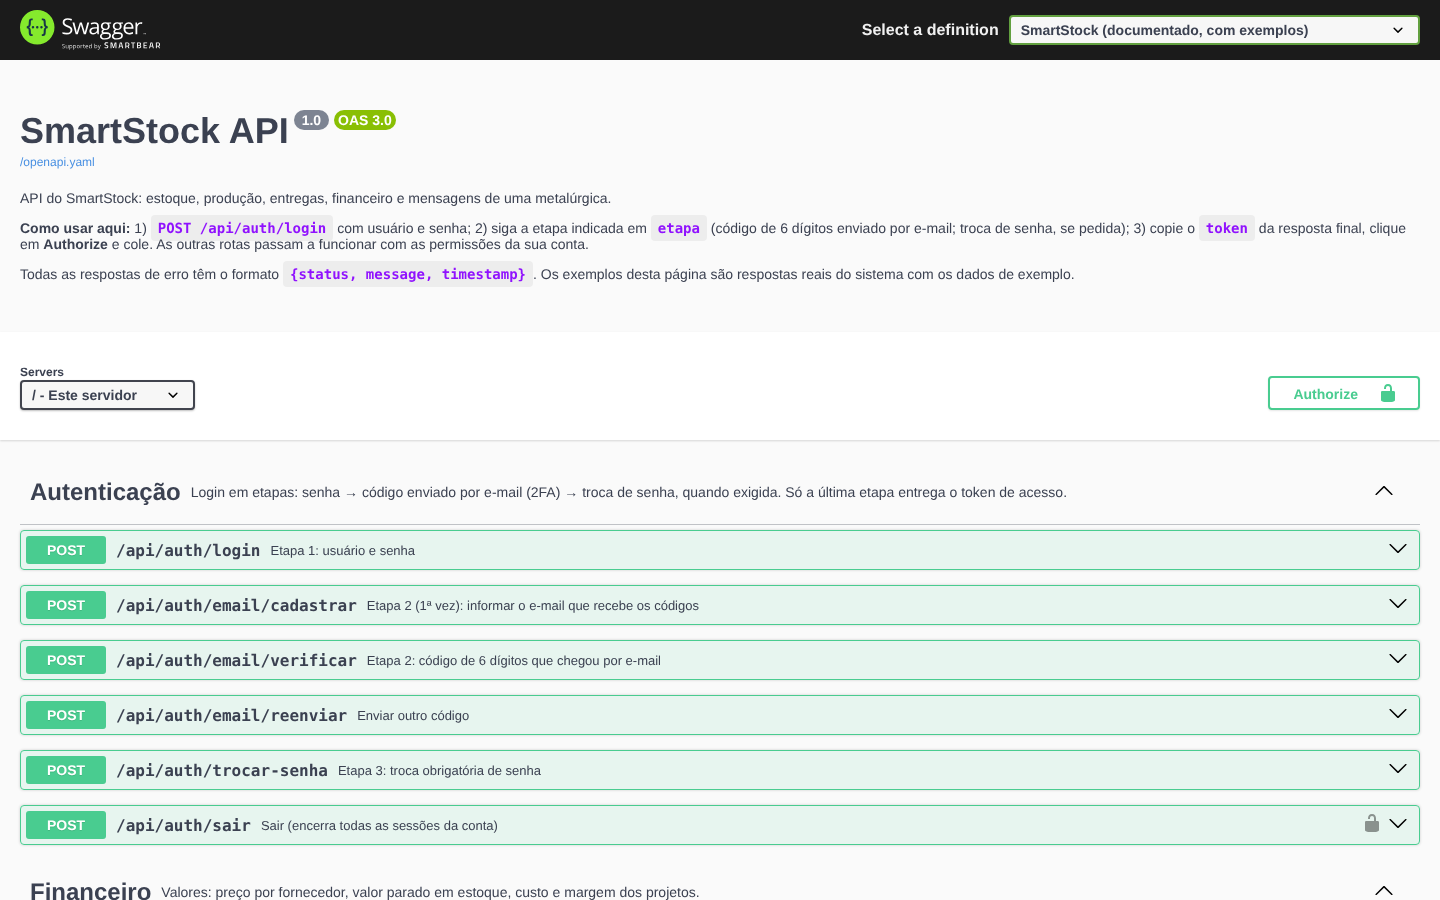 Swagger
Supported by SMARTBEAR
Select a definition
SmartStock (documentado, com exemplos)
SmartStock API 1.0 OAS 3.0
/openapi.yaml
API do SmartStock: estoque, produção, entregas, financeiro e mensagens de uma metalúrgica.
Como usar aqui: 1) POST /api/auth/login com usuário e senha; 2) siga a etapa indicada em etapa (código de 6 dígitos enviado por e-mail; troca de senha, se pedida); 3) copie o token da resposta final, clique
em Authorize e cole. As outras rotas passam a funcionar com as permissões da sua conta.
Todas as respostas de erro têm o formato {status, message, timestamp}. Os exemplos desta página são respostas reais do sistema com os dados de exemplo.
Servers
/ - Este servidor
Authorize
Autenticação Login em etapas: senha → código enviado por e-mail (2FA) → troca de senha, quando exigida. Só a última etapa entrega o token de acesso.
POST /api/auth/login Etapa 1: usuário e senha
POST /api/auth/email/cadastrar Etapa 2 (1ª vez): informar o e-mail que recebe os códigos
POST /api/auth/email/verificar Etapa 2: código de 6 dígitos que chegou por e-mail
POST /api/auth/email/reenviar Enviar outro código
POST /api/auth/trocar-senha Etapa 3: troca obrigatória de senha
POST /api/auth/sair Sair (encerra todas as sessões da conta)
Financeiro Valores: preço por fornecedor, valor parado em estoque, custo e margem dos projetos.